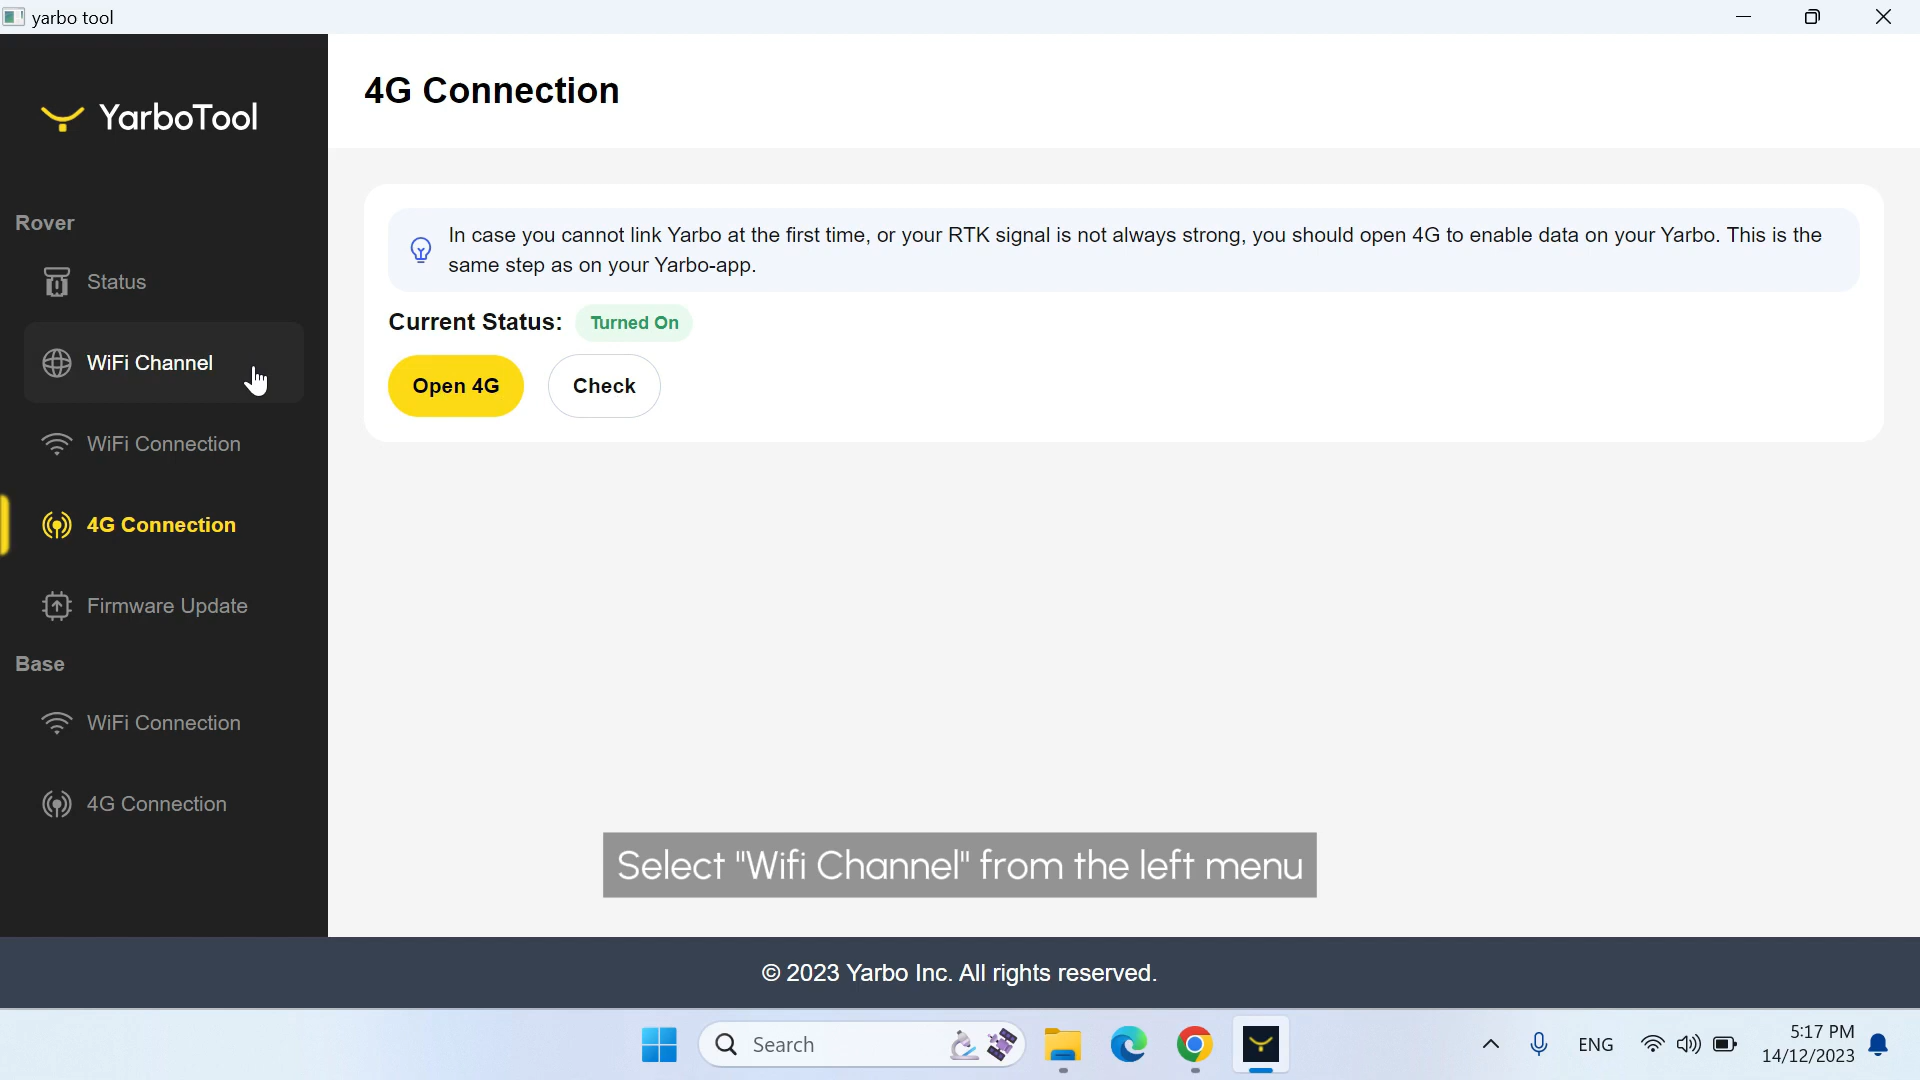 yarbo tool
YarboTool
Rover
Status
WiFi Channel
WiFi Connection
4G Connection
Firmware Update
Base
WiFi Connection
4G Connection
4G Connection
In case you cannot link Yarbo at the first time, or your RTK signal is not always strong, you should open 4G to enable data on your Yarbo. This is the
same step as on your Yarbo-app.
Current Status: Turned On
Open 4G Check
Select "Wifi Channel" from the left menu
© 2023 Yarbo Inc. All rights reserved.
Search
ENG
5:17 PM
14/12/2023